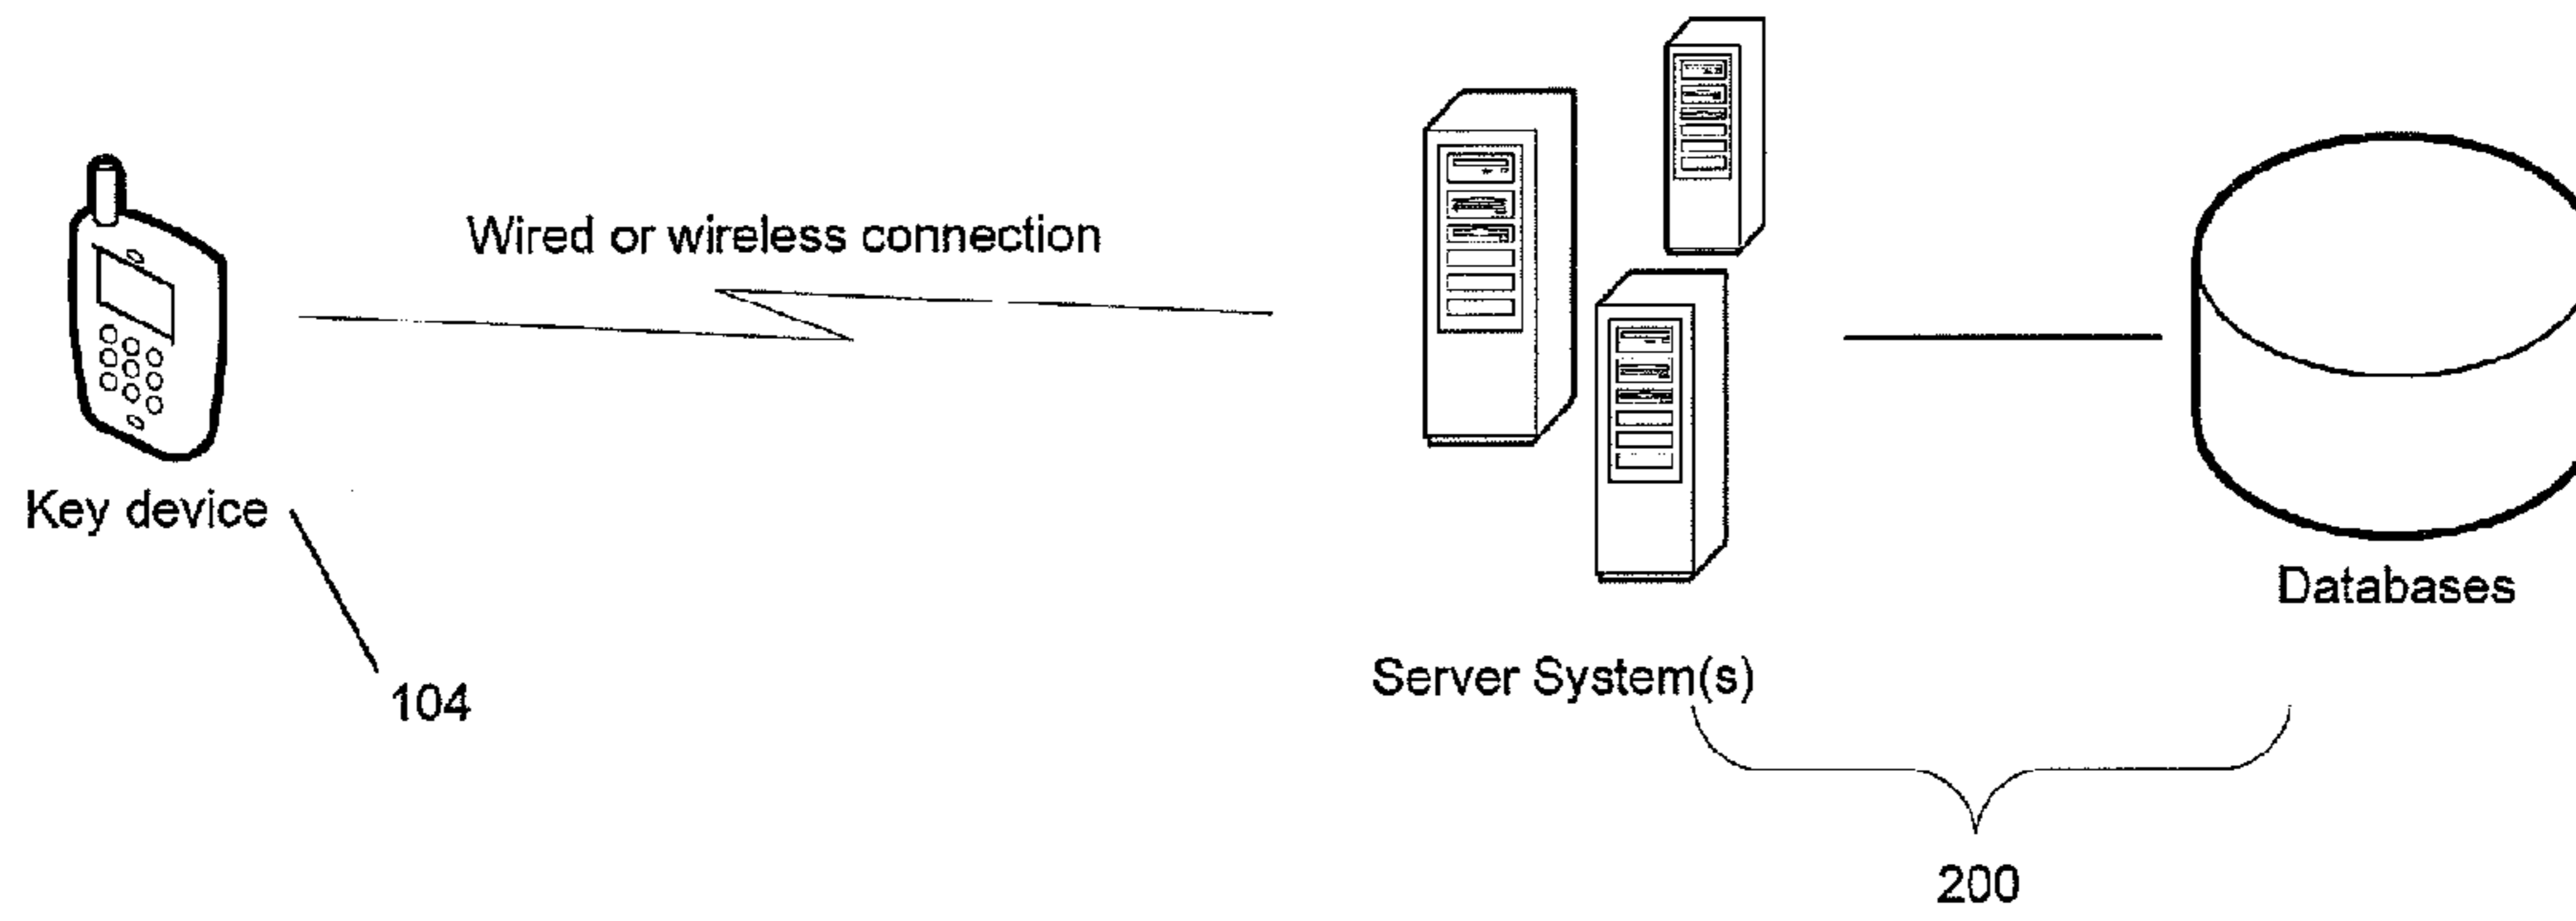 Wired or wireless connection
Key device
104
Server System(s)
Databases
200